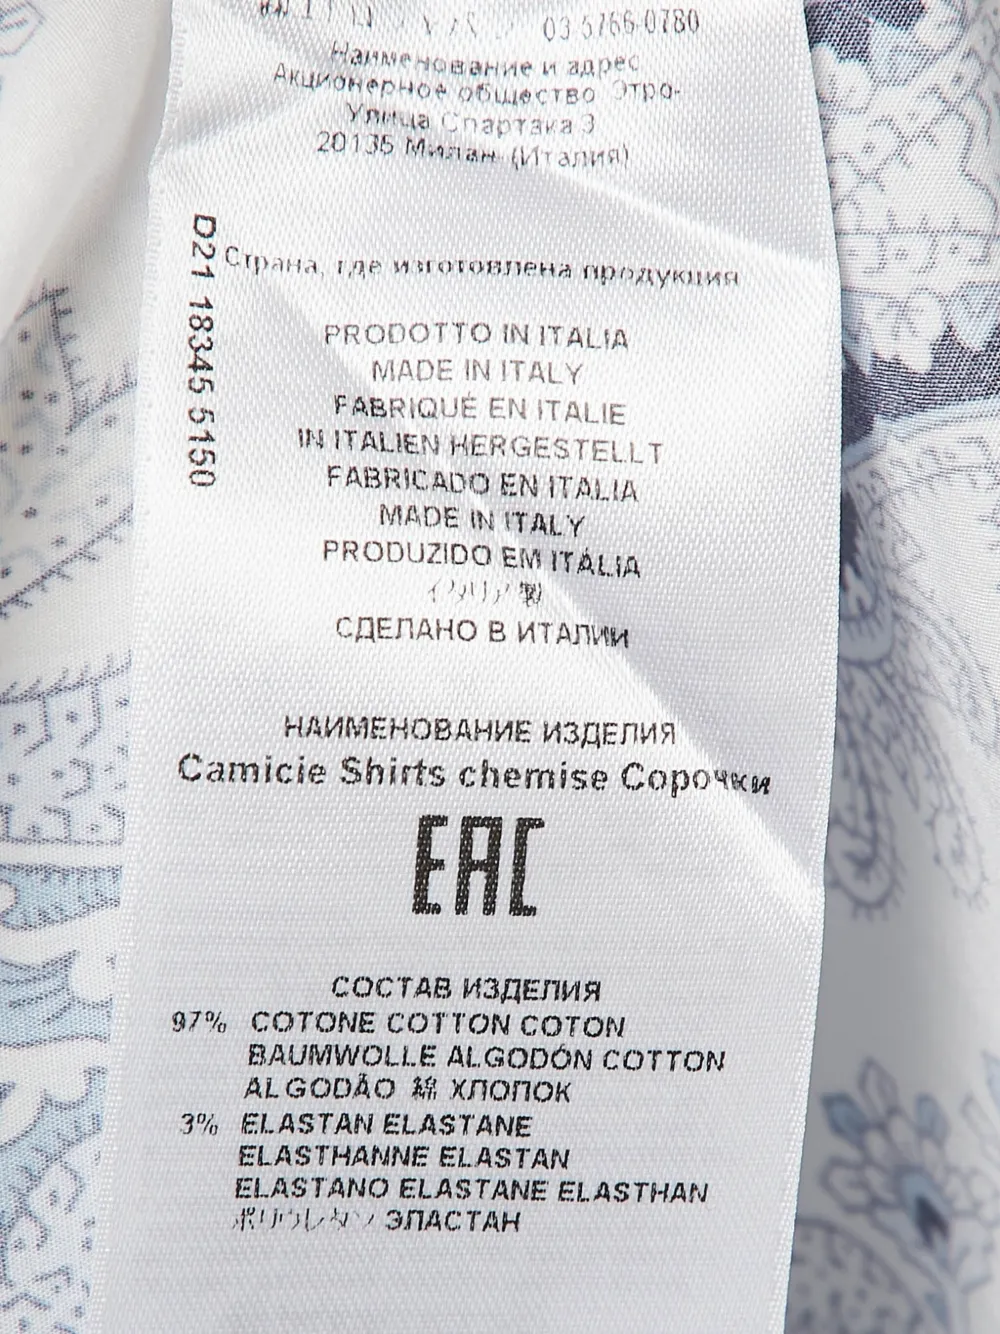 03 5766-0780
Наименование и адрес
Акционерное общество Этро-
Улица Спартака 3
20135 Милан (Италия)
D21 18345 5150
Страна, где изготовлена продукция
PRODOTTO IN ITALIA
MADE IN ITALY
FABRIQUÉ EN ITALIE
IN ITALIEN HERGESTELLT
FABRICADO EN ITALIA
MADE IN ITALY
PRODUZIDO EM ITÁLIA
イタリア製
СДЕЛАНО В ИТАЛИИ
НАИМЕНОВАНИЕ ИЗДЕЛИЯ
Camicie Shirts chemise Сорочки
EAC
СОСТАВ ИЗДЕЛИЯ
97% COTONE COTTON COTON
BAUMWOLLE ALGODÓN COTTON
ALGODÃO 綿 ХЛОПОК
3% ELASTAN ELASTANE
ELASTHANNE ELASTAN
ELASTANO ELASTANE ELASTHAN
ポリウレタン ЭЛАСТАН